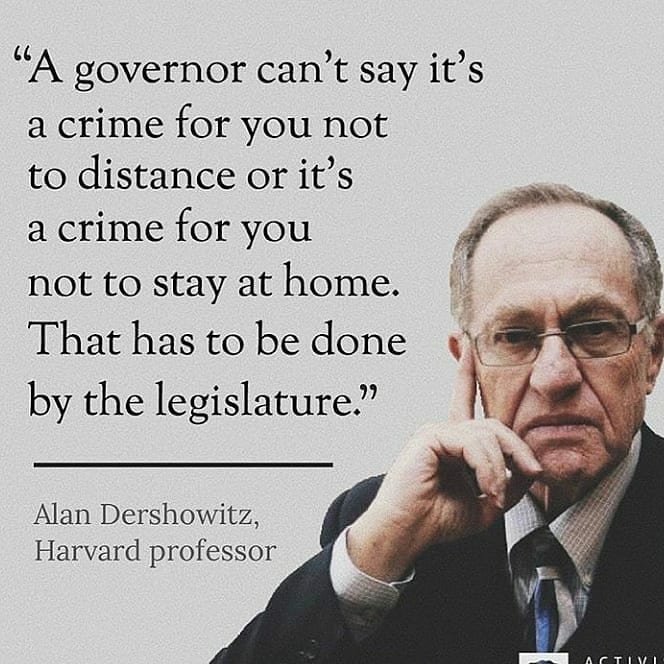 “A governor can’t say it’s
a crime for you not
to distance or it’s
a crime for you
not to stay at home.
That has to be done
by the legislature.”
Alan Dershowitz,
Harvard professor